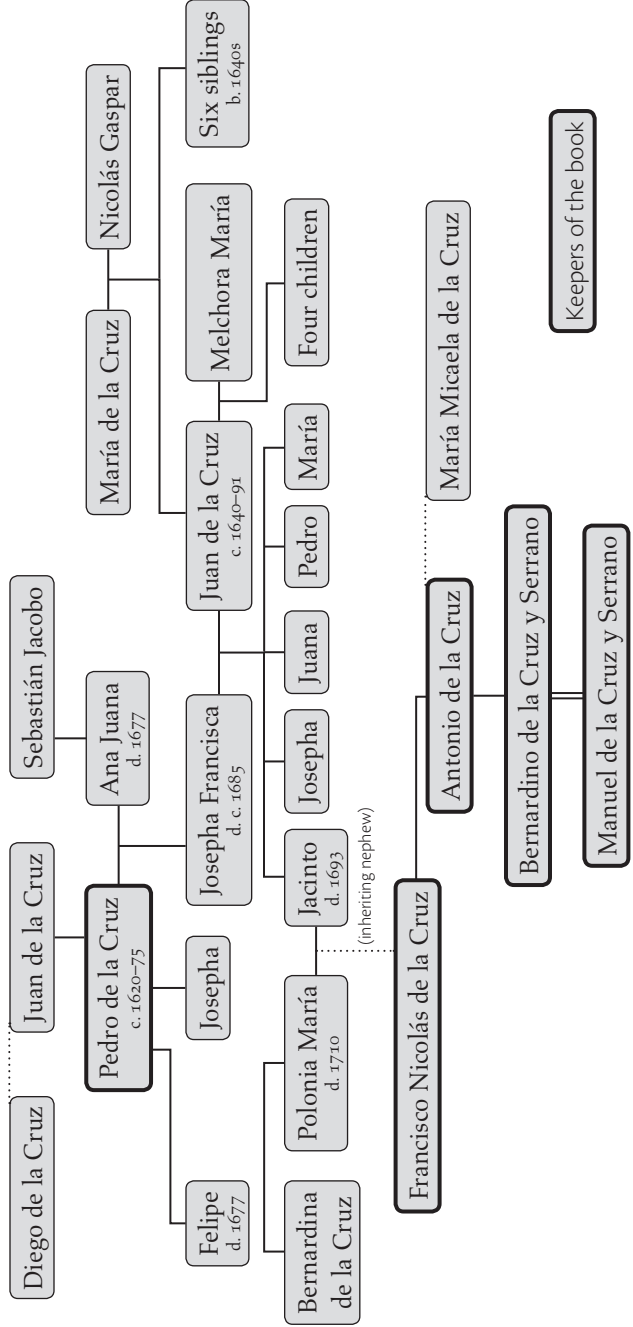 Diego de la Cruz
Juan de la Cruz
Sebastián Jacobo
Pedro de la Cruz
c. 1620–75
Ana Juana
d. 1677
María de la Cruz
Nicolás Gaspar
Felipe
d. 1677
Josepha
Josepha Francisca
d. c. 1685
Juan de la Cruz
c. 1640–91
Melchora María
Six siblings
b. 1640s
Bernardina
de la Cruz
Polonia María
d. 1710
Jacinto
d. 1693
Josepha
Juana
Pedro
María
Four children
(inheriting nephew)
Francisco Nicolás de la Cruz
Antonio de la Cruz
María Micaela de la Cruz
Bernardino de la Cruz y Serrano
Manuel de la Cruz y Serrano
Keepers of the book